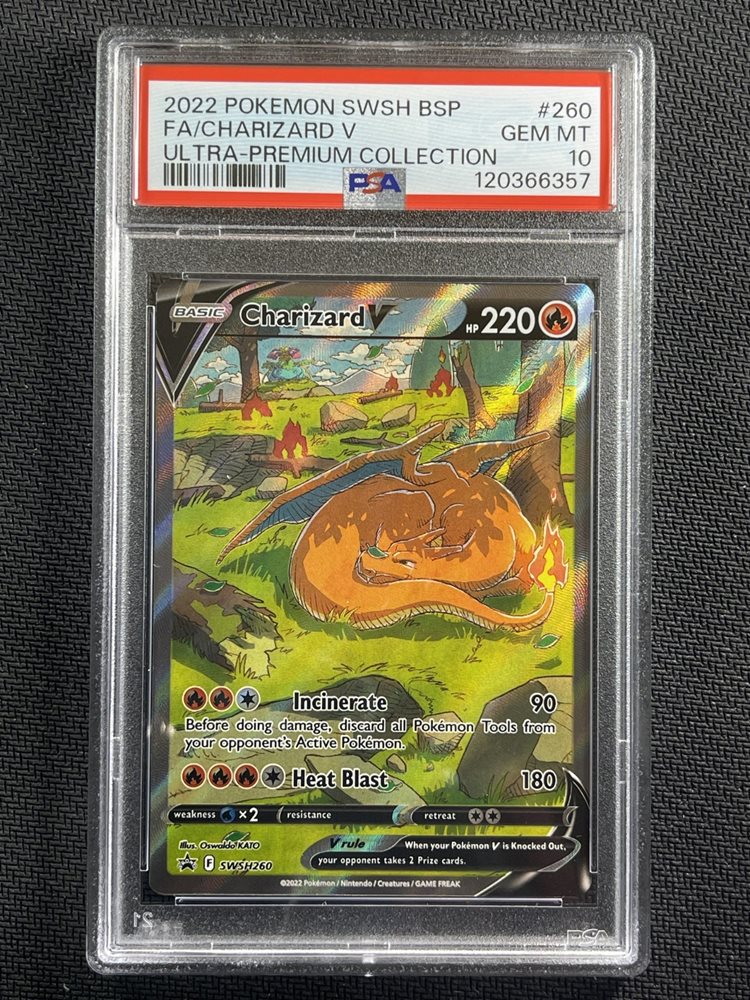 2022 POKEMON SWSH BSP #260
FA/CHARIZARD V GEM MT
ULTRA-PREMIUM COLLECTION 10
PSA 120366357
BASIC Charizard V HP 220
Incinerate 90
Before doing damage, discard all Pokémon Tools from
your opponent's Active Pokémon.
Heat Blast 180
weakness ×2 resistance retreat
Illus. Oswaldo KATO
V rule When your Pokémon V is Knocked Out,
your opponent takes 2 Prize cards.
F SWSH260
©2022 Pokémon / Nintendo / Creatures / GAME FREAK
21
PSA